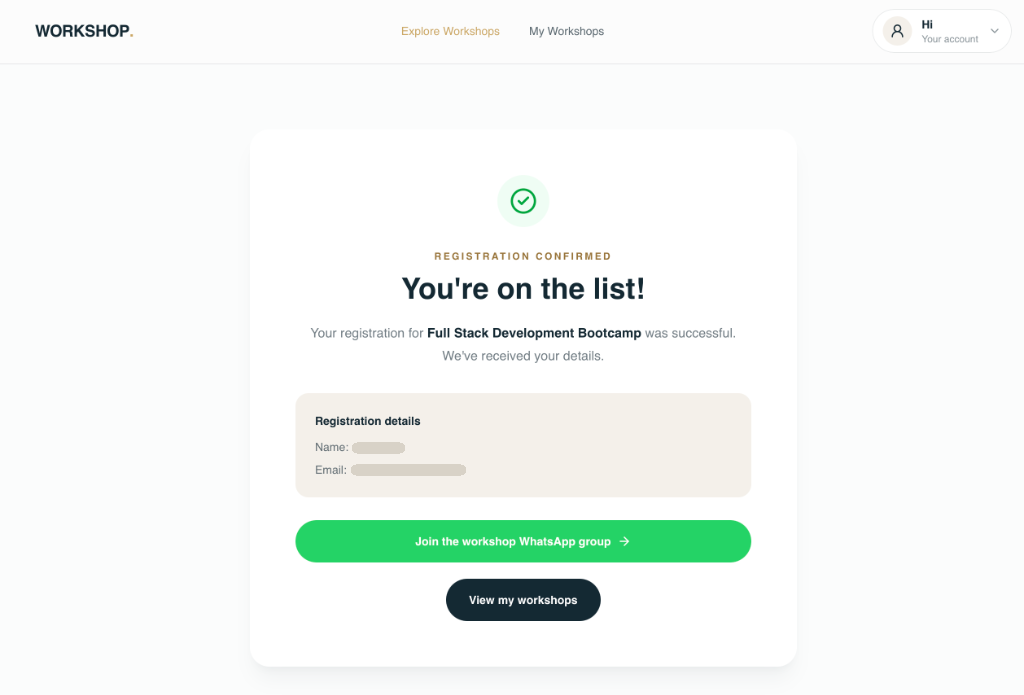 WORKSHOP.
Explore Workshops
My Workshops
Hi
Your account
REGISTRATION CONFIRMED
You're on the list!
Your registration for Full Stack Development Bootcamp was successful.
We've received your details.
Registration details
Name:
Email:
Join the workshop WhatsApp group →
View my workshops